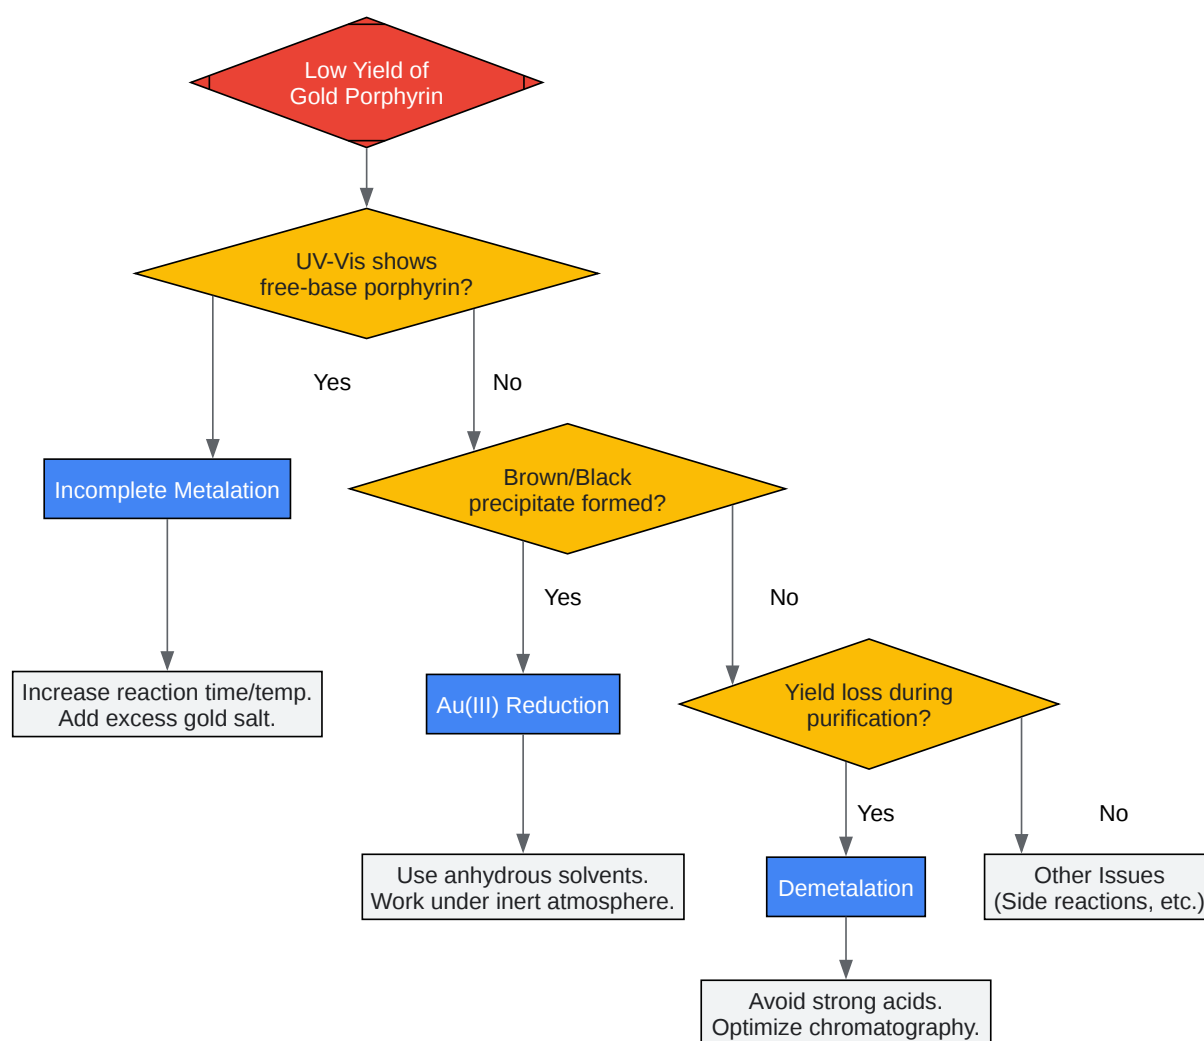 Low Yield of
Gold Porphyrin
UV-Vis shows
free-base porphyrin?
Yes
No
Incomplete Metalation
Brown/Black
precipitate formed?
Yes
No
Increase reaction time/temp.
Add excess gold salt.
Au(III) Reduction
Yield loss during
purification?
Yes
No
Use anhydrous solvents.
Work under inert atmosphere.
Demetalation
Other Issues
(Side reactions, etc.)
Avoid strong acids.
Optimize chromatography.